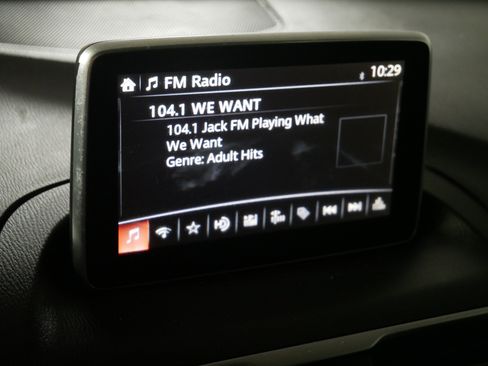 FM Radio 10:29
104.1 WE WANT
104.1 Jack FM Playing What
We Want
Genre: Adult Hits